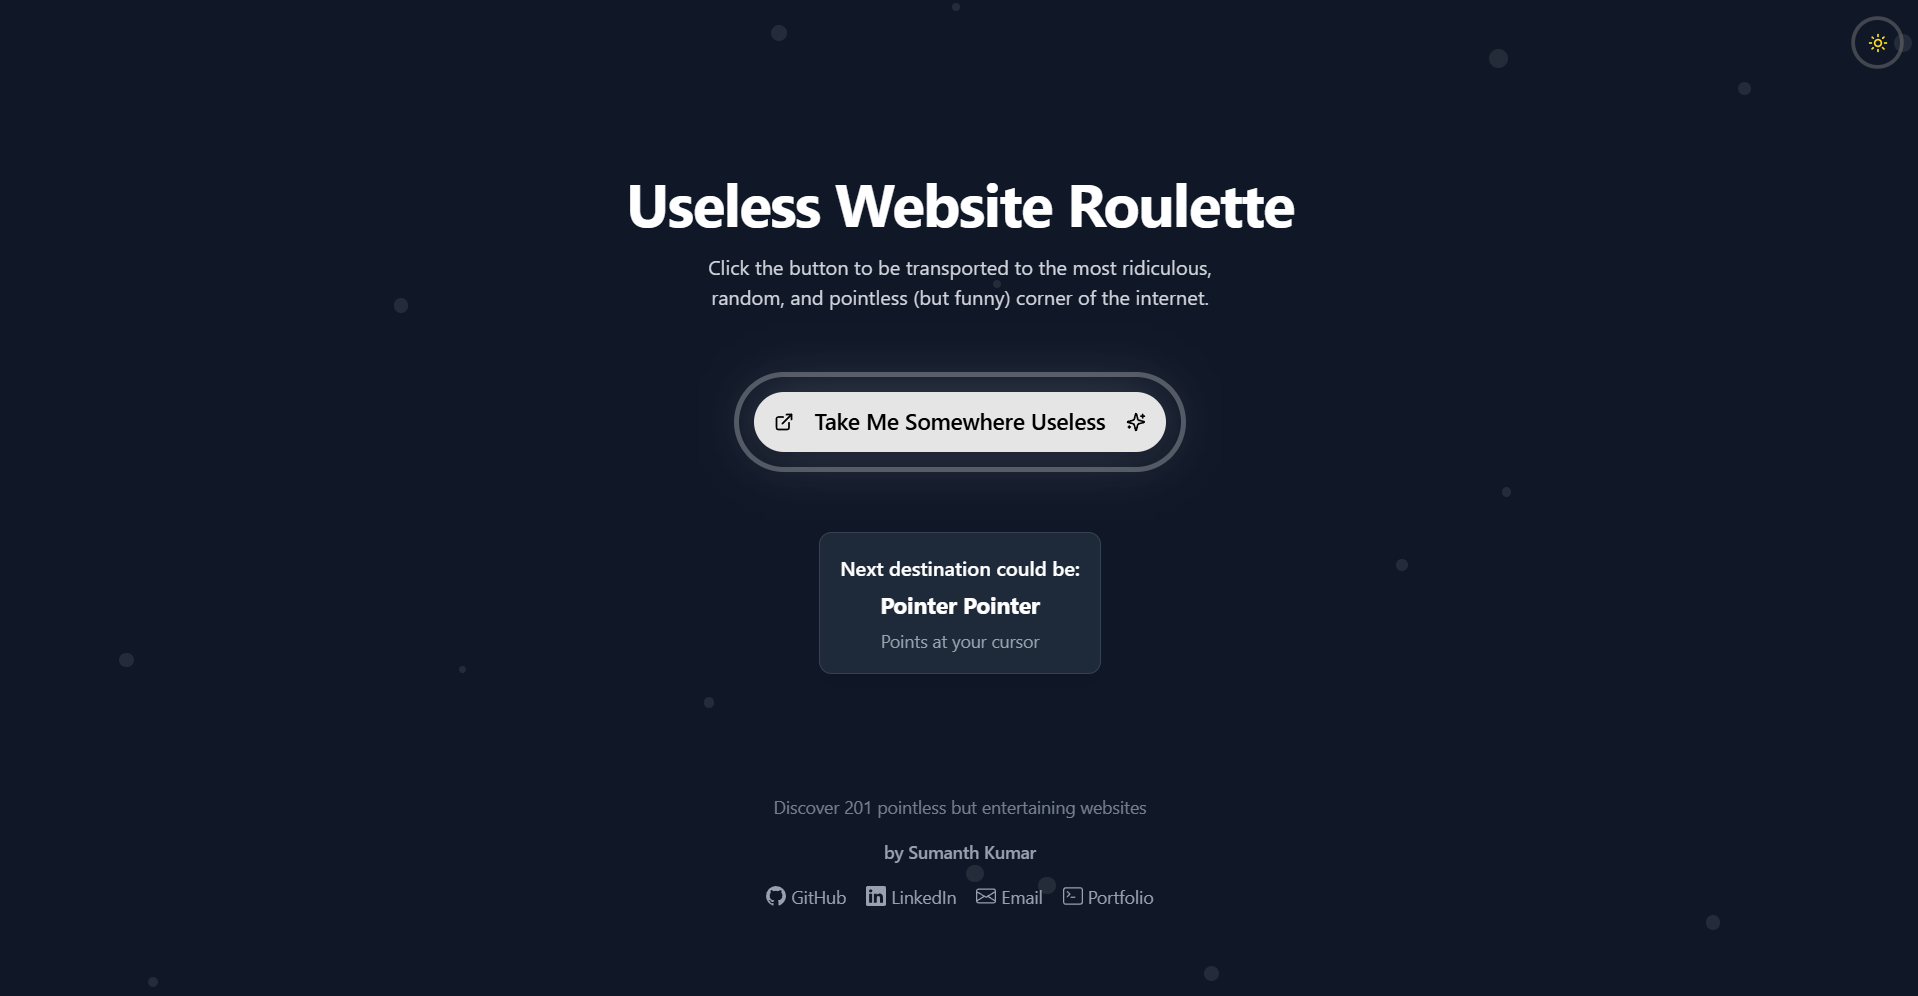 Useless Website Roulette
Click the button to be transported to the most ridiculous,
random, and pointless (but funny) corner of the internet.
Take Me Somewhere Useless
Next destination could be:
Pointer Pointer
Points at your cursor
Discover 201 pointless but entertaining websites
by Sumanth Kumar
GitHub LinkedIn Email Portfolio